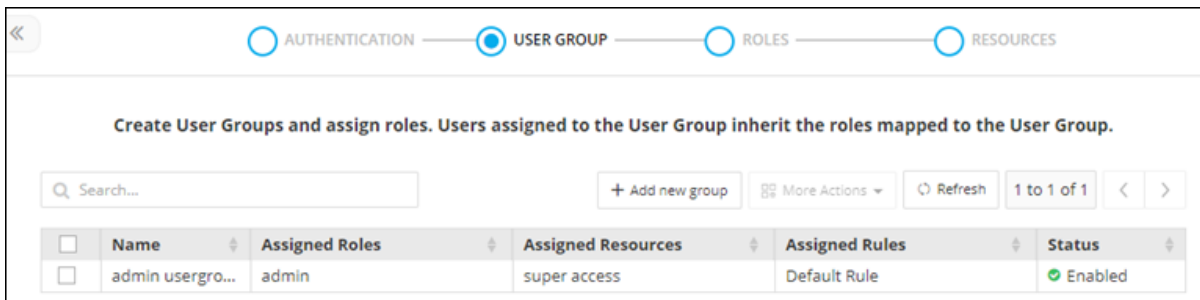 AUTHENTICATION USER GROUP ROLES RESOURCES
Create User Groups and assign roles. Users assigned to the User Group inherit the roles mapped to the User Group.
Search... + Add new group More Actions Refresh 1 to 1 of 1
Name Assigned Roles Assigned Resources Assigned Rules Status
admin usergro... admin super access Default Rule Enabled